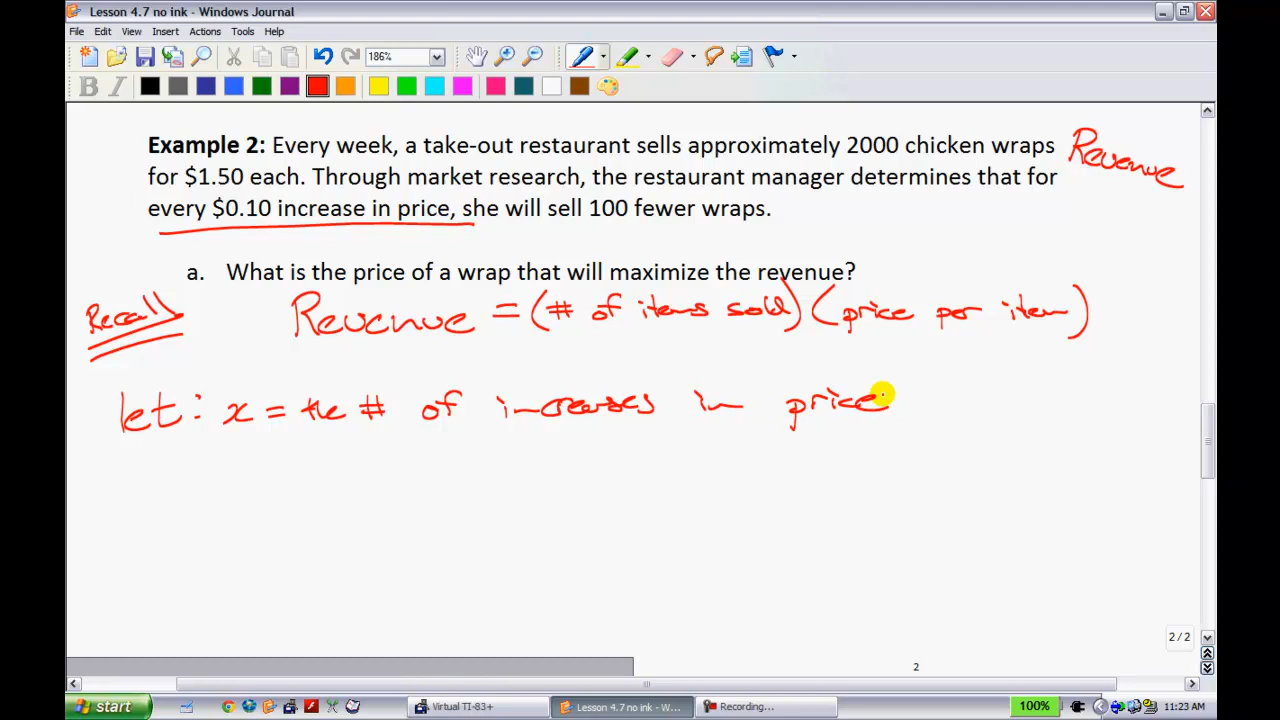 Lesson 4.7 no ink - Windows Journal
File Edit View Insert Actions Tools Help
186%
B I
Example 2: Every week, a take-out restaurant sells approximately 2000 chicken wraps
for $1.50 each. Through market research, the restaurant manager determines that for
every $0.10 increase in price, she will sell 100 fewer wraps.
Revenue
a. What is the price of a wrap that will maximize the revenue?
Recall Revenue = (# of items sold) (price per item)
let: x = the # of increases in price
2/2
2
start Virtual TI-83+ Lesson 4.7 no ink - W... Recording... 100% 11:23 AM